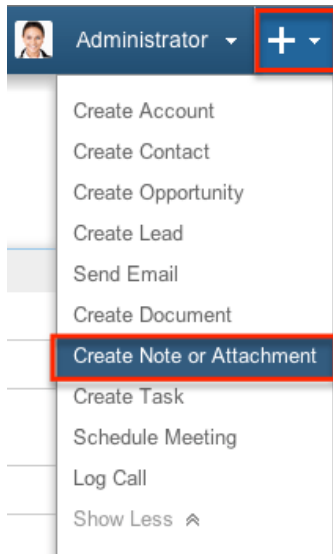 Administrator
Create Account
Create Contact
Create Opportunity
Create Lead
Send Email
Create Document
Create Note or Attachment
Create Task
Schedule Meeting
Log Call
Show Less